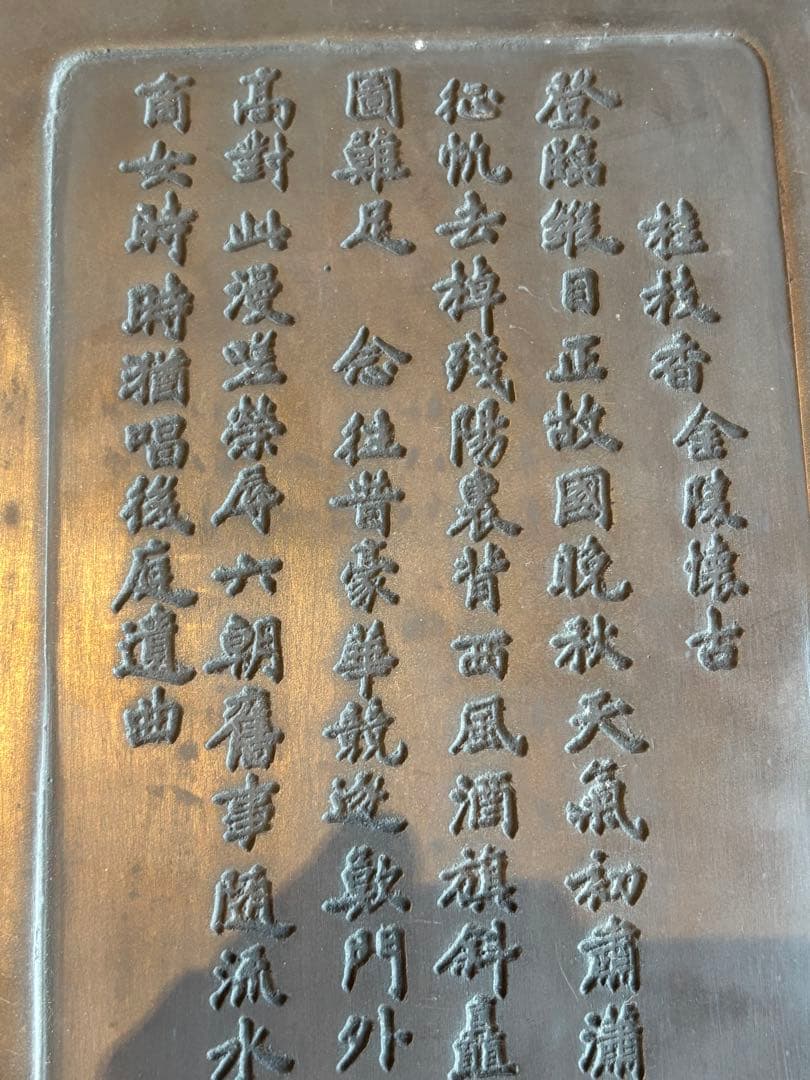 桂枝香金陵懷古
登臨縱目正故國晚秋天氣初肅瀟
征帆去棹殘陽裏背西風酒旗斜矗
圖難足 念往昔豪華競逐歎門外
高對此漫嗟榮辱六朝舊事隨流水
商女時時猶唱後庭遺曲